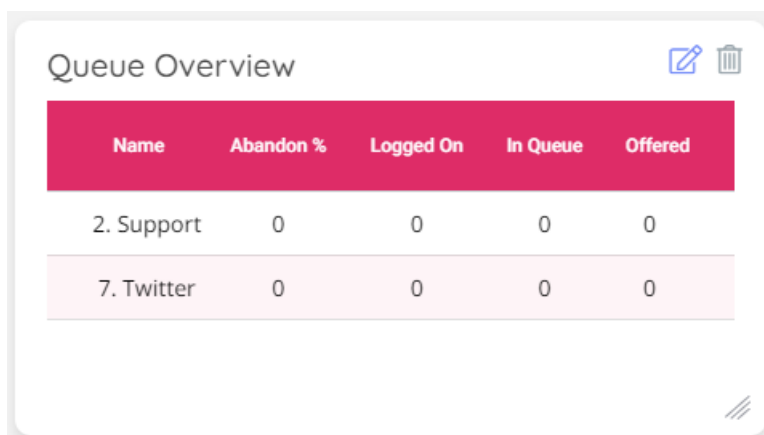 Queue Overview
Name Abandon % Logged On In Queue Offered
2. Support 0 0 0 0
7. Twitter 0 0 0 0